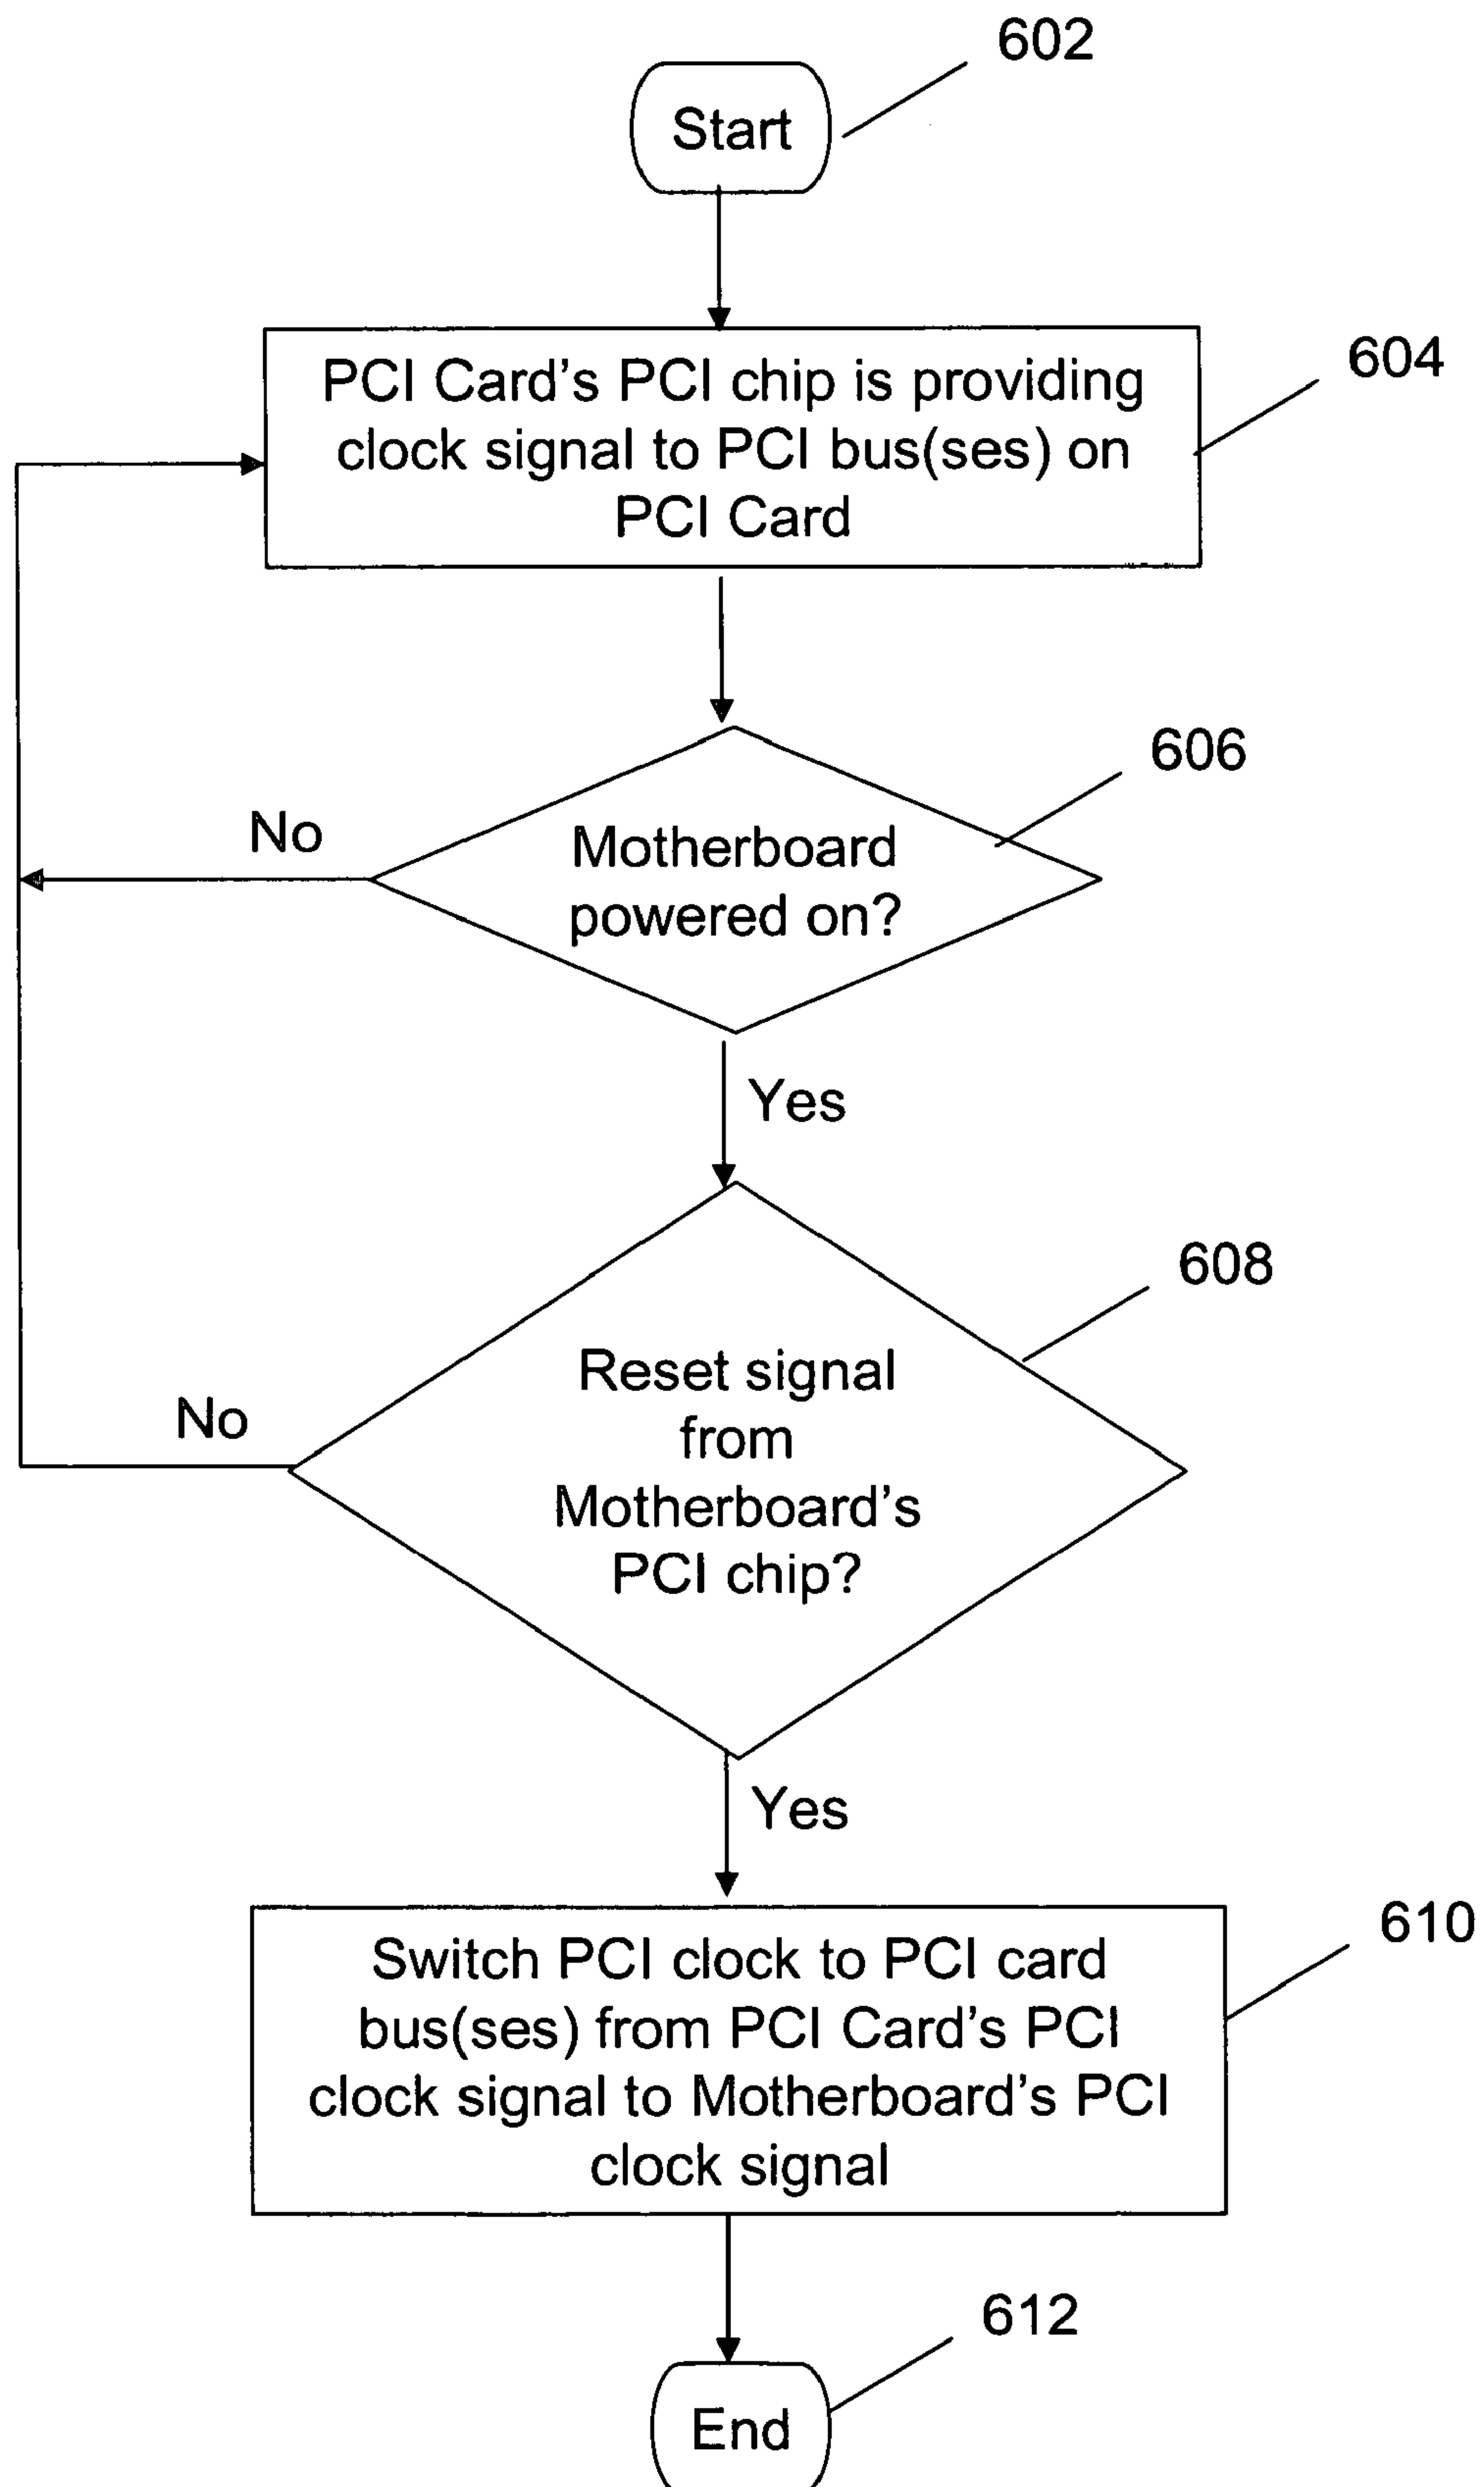 602
Start
604
PCI Card's PCI chip is providing
clock signal to PCI bus(ses) on
PCI Card
606
No
Motherboard
powered on?
Yes
608
No
Reset signal
from
Motherboard's
PCI chip?
Yes
610
Switch PCI clock to PCI card
bus(ses) from PCI Card's PCI
clock signal to Motherboard's PCI
clock signal
612
End